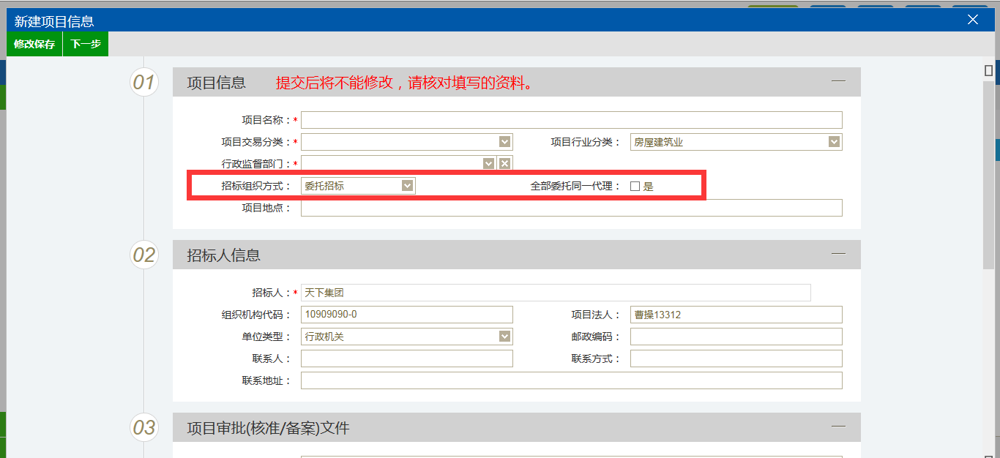 新建项目信息
修改保存 下一步
01 项目信息 提交后将不能修改，请核对填写的资料。
项目名称：*
项目交易分类：* 项目行业分类： 房屋建筑业
行政监督部门：*
招标组织方式： 委托招标 全部委托同一代理： 是
项目地点：
02 招标人信息
招标人：* 天下集团
组织机构代码： 10909090-0 项目法人： 曹操13312
单位类型： 行政机关 邮政编码：
联系人： 联系方式：
联系地址：
03 项目审批(核准/备案)文件